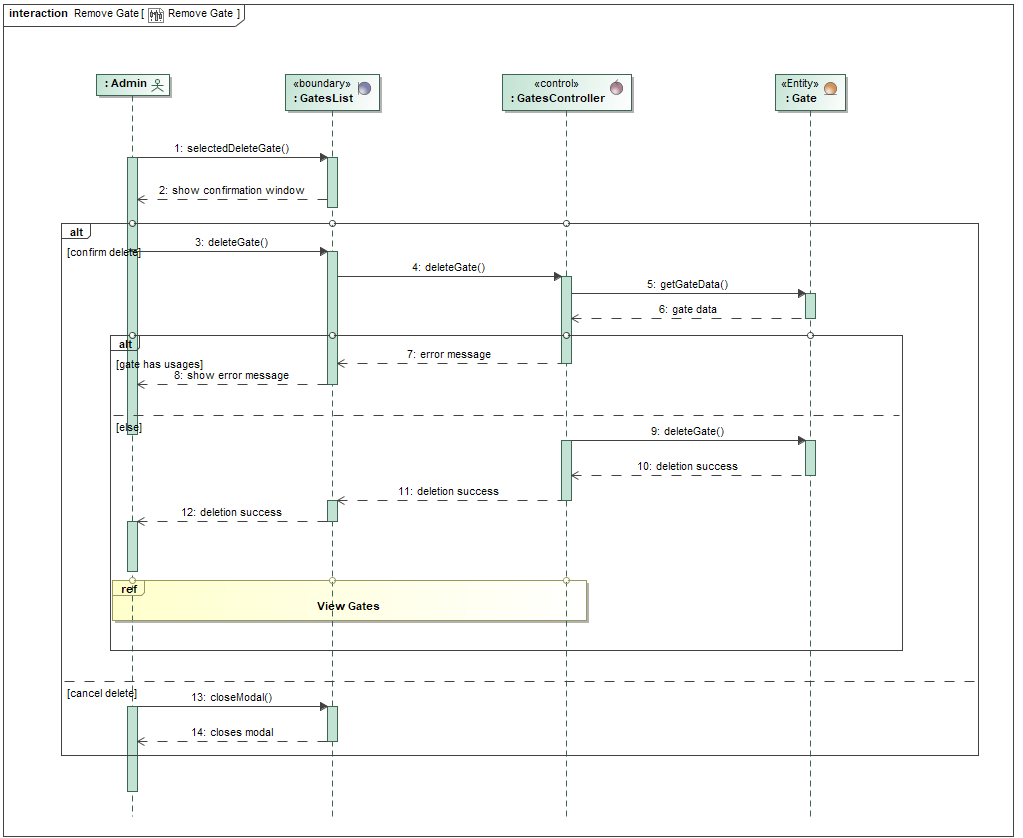 interaction Remove Gate [ Remove Gate ]
: Admin
«boundary»
: GatesList
«control»
: GatesController
«Entity»
: Gate
1: selectedDeleteGate()
2: show confirmation window
alt
[confirm delete]
3: deleteGate()
4: deleteGate()
5: getGateData()
6: gate data
alt
[gate has usages]
7: error message
8: show error message
[else]
9: deleteGate()
10: deletion success
11: deletion success
12: deletion success
ref
View Gates
[cancel delete]
13: closeModal()
14: closes modal